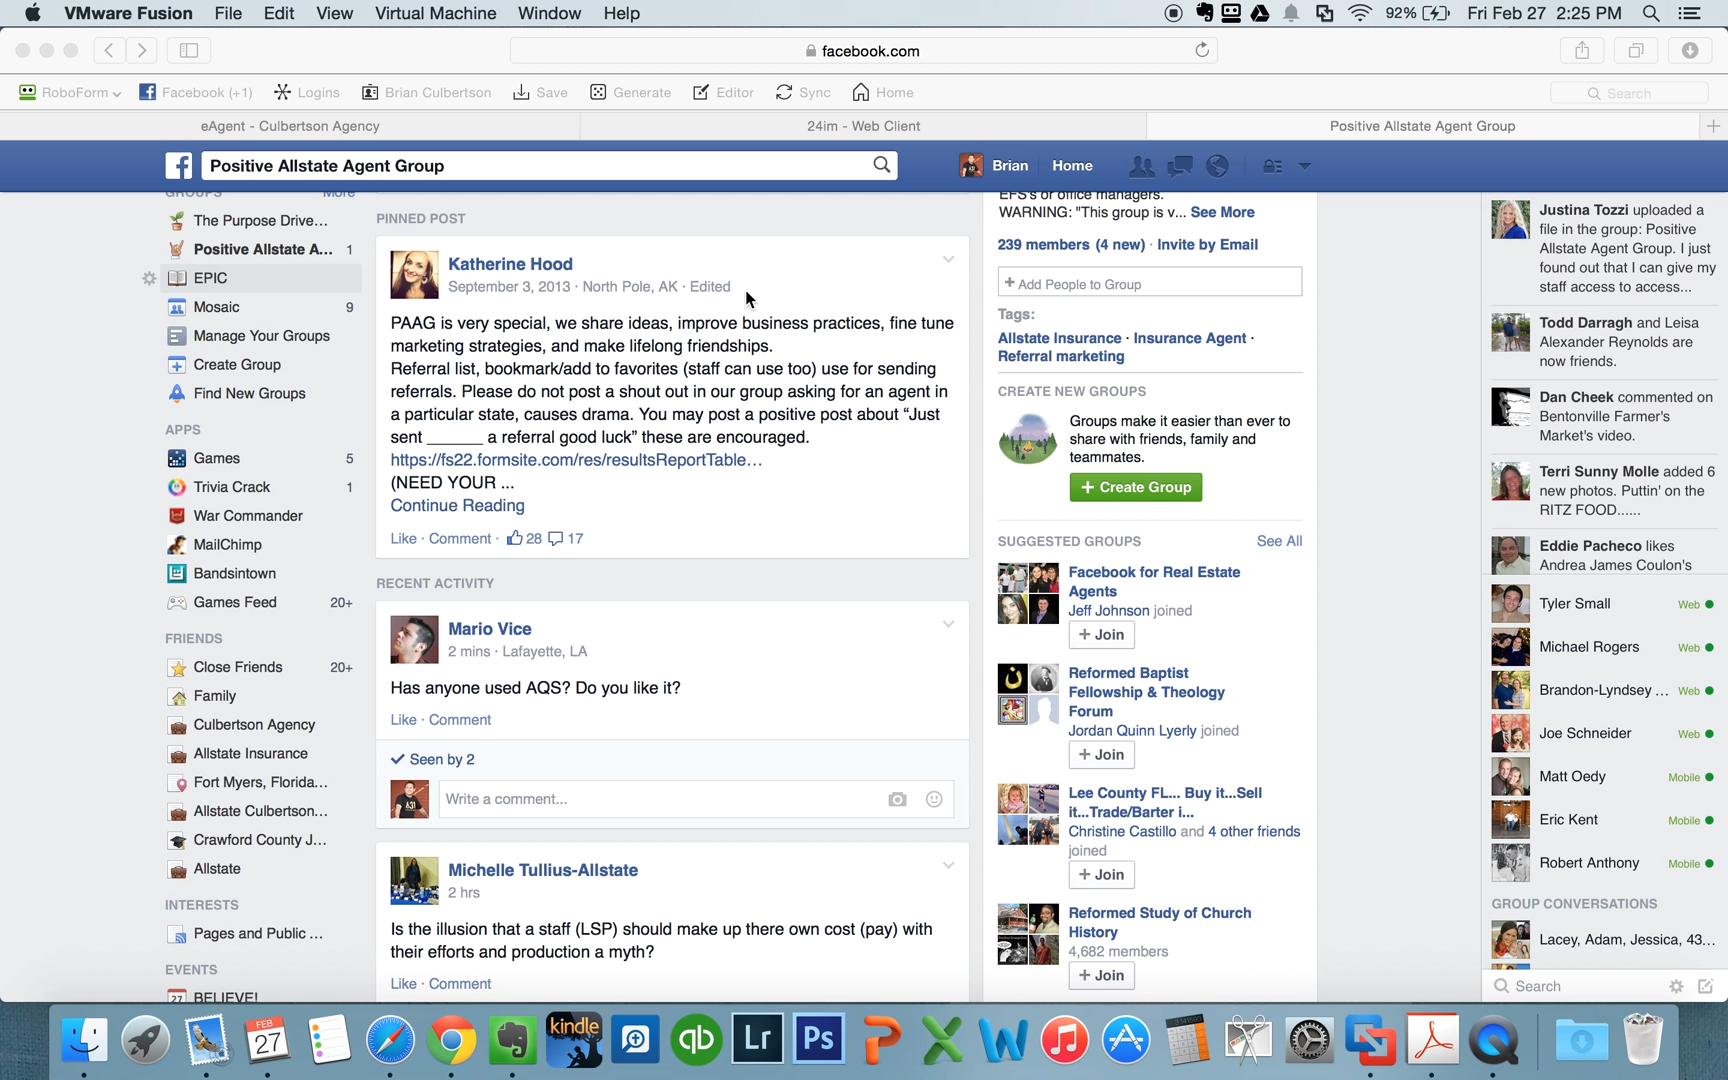 VMware Fusion File Edit View Virtual Machine Window Help
92% Fri Feb 27 2:25 PM
facebook.com
RoboForm Facebook (+1) Logins Brian Culbertson Save Generate Editor Sync Home Search
eAgent - Culbertson Agency 24im - Web Client Positive Allstate Agent Group
Positive Allstate Agent Group
Brian Home
GROUPS More
The Purpose Drive...
Positive Allstate A... 1
EPIC
Mosaic 9
Manage Your Groups
Create Group
Find New Groups
APPS
Games 5
Trivia Crack 1
War Commander
MailChimp
Bandsintown
Games Feed 20+
FRIENDS
Close Friends 20+
Family
Culbertson Agency
Allstate Insurance
Fort Myers, Florida...
Allstate Culbertson...
Crawford County J...
Allstate
INTERESTS
Pages and Public ...
EVENTS
27 BELIEVE!
PINNED POST
Katherine Hood
September 3, 2013 · North Pole, AK · Edited
PAAG is very special, we share ideas, improve business practices, fine tune
marketing strategies, and make lifelong friendships.
Referral list, bookmark/add to favorites (staff can use too) use for sending
referrals. Please do not post a shout out in our group asking for an agent in
a particular state, causes drama. You may post a positive post about “Just
sent _______ a referral good luck” these are encouraged.
https://fs22.formsite.com/res/resultsReportTable...
(NEED YOUR ...
Continue Reading
Like · Comment · 28 17
RECENT ACTIVITY
Mario Vice
2 mins · Lafayette, LA
Has anyone used AQS? Do you like it?
Like · Comment
Seen by 2
Write a comment...
Michelle Tullius-Allstate
2 hrs
Is the illusion that a staff (LSP) should make up there own cost (pay) with
their efforts and production a myth?
Like · Comment
EFS's or office managers.
WARNING: "This group is v... See More
239 members (4 new) · Invite by Email
+ Add People to Group
Tags:
Allstate Insurance · Insurance Agent ·
Referral marketing
CREATE NEW GROUPS
Groups make it easier than ever to
share with friends, family and
teammates.
+ Create Group
SUGGESTED GROUPS See All
Facebook for Real Estate
Agents
Jeff Johnson joined
+ Join
Reformed Baptist
Fellowship & Theology
Forum
Jordan Quinn Lyerly joined
+ Join
Lee County FL... Buy it...Sell
it...Trade/Barter i...
Christine Castillo and 4 other friends
joined
+ Join
Reformed Study of Church
History
4,682 members
+ Join
Justina Tozzi uploaded a
file in the group: Positive
Allstate Agent Group. I just
found out that I can give my
staff access to access...
Todd Darragh and Leisa
Alexander Reynolds are
now friends.
Dan Cheek commented on
Bentonville Farmer's
Market's video.
Terri Sunny Molle added 6
new photos. Puttin' on the
RITZ FOOD......
Eddie Pacheco likes
Andrea James Coulon's
Tyler Small Web
Michael Rogers Web
Brandon-Lyndsey ... Web
Joe Schneider Web
Matt Oedy Mobile
Eric Kent Mobile
Robert Anthony Mobile
GROUP CONVERSATIONS
Lacey, Adam, Jessica, 43...
Search
FEB
27
kindle
qb
Lr
Ps